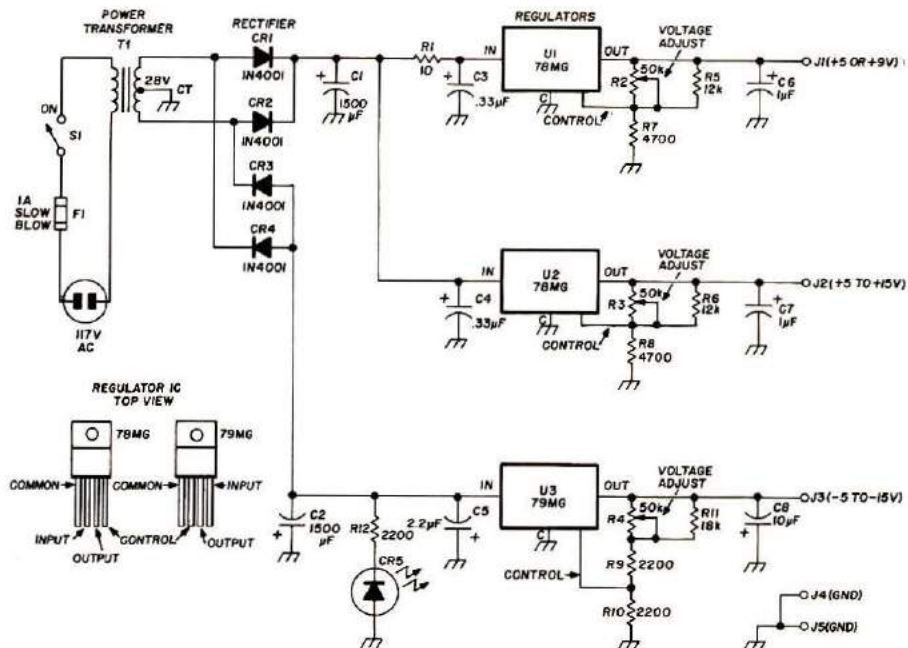 POWER
TRANSFORMER
T1
RECTIFIER
CR1
1N4001
CR2
1N4001
CR3
1N4001
CR4
1N4001
28V
CT
ON
S1
1A
SLOW
BLOW
F1
117V
AC
C1
1500
µF
R1
10
C3
.33µF
REGULATORS
IN
U1
78MG
OUT
C
CONTROL
VOLTAGE
ADJUST
50k
R2
R5
12k
R7
4700
C6
1µF
J1(+5 OR +9V)
C4
.33µF
IN
U2
78MG
OUT
C
CONTROL
VOLTAGE
ADJUST
50k
R3
R6
12k
R8
4700
C7
1µF
J2(+5 TO +15V)
REGULATOR IC
TOP VIEW
78MG
79MG
COMMON
COMMON
INPUT
INPUT
OUTPUT
CONTROL
OUTPUT
C2
1500
µF
R12
2200
CR5
2.2µF
C5
IN
U3
79MG
OUT
C
CONTROL
VOLTAGE
ADJUST
50k
R4
R11
18k
R9
2200
R10
2200
C8
10µF
J3(-5 TO-15V)
J4(GND)
J5(GND)